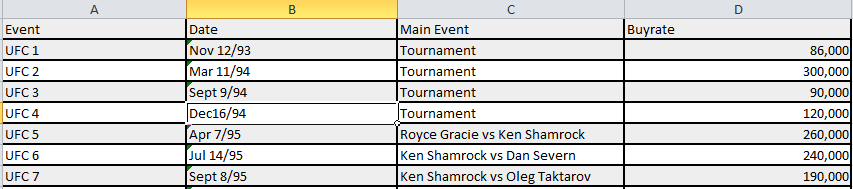 A B C D
Event Date Main Event Buyrate
UFC 1 Nov 12/93 Tournament 86,000
UFC 2 Mar 11/94 Tournament 300,000
UFC 3 Sept 9/94 Tournament 90,000
UFC 4 Dec16/94 Tournament 120,000
UFC 5 Apr 7/95 Royce Gracie vs Ken Shamrock 260,000
UFC 6 Jul 14/95 Ken Shamrock vs Dan Severn 240,000
UFC 7 Sept 8/95 Ken Shamrock vs Oleg Taktarov 190,000